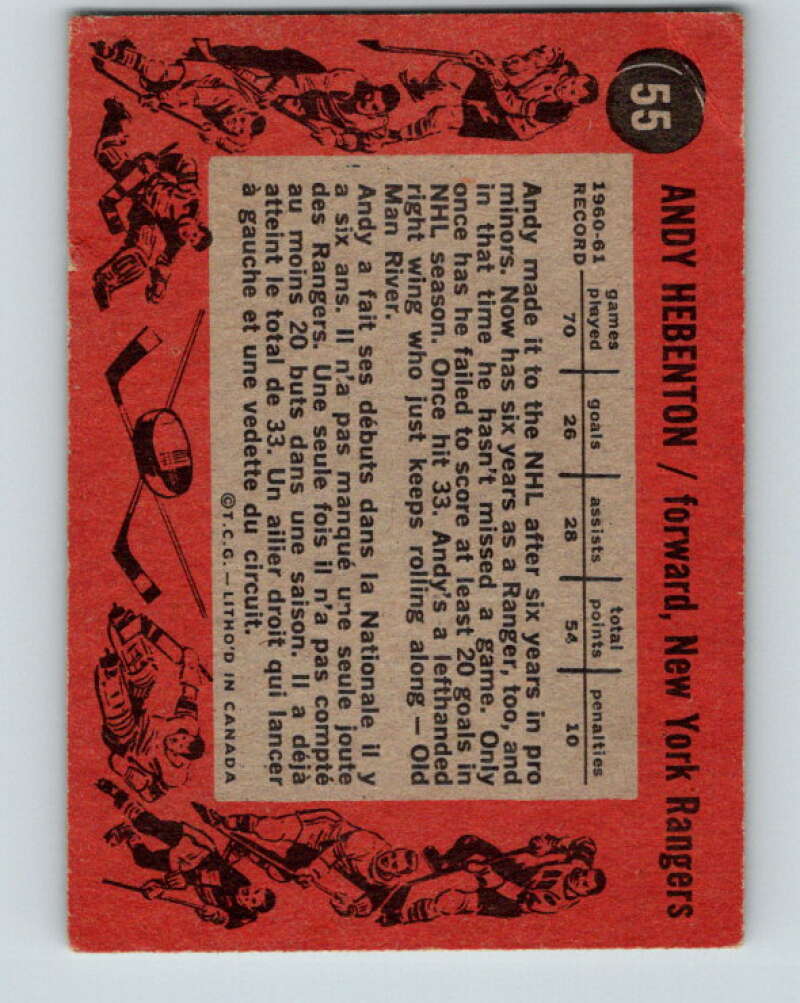 55
ANDY HEBENTON / forward, New York Rangers
games played goals assists total points penalties
1960-61 RECORD 70 26 28 54 10
Andy made it to the NHL after six years in pro
minors. Now has six years as a Ranger, too, and
in that time he hasn't missed a game. Only
once has he failed to score at least 20 goals in
NHL season. Once hit 33. Andy's a lefthanded
right wing who just keeps rolling along — Old
Man River.
Andy a fait ses débuts dans la Nationale il y
a six ans. Il n'a pas manqué une seule joute
des Rangers. Une seule fois il n'a pas compté
au moins 20 buts dans une saison. Il a déjà
atteint le total de 33. Un ailier droit qui lancer
à gauche et une vedette du circuit.
©T.C.G. — LITHO'D IN CANADA